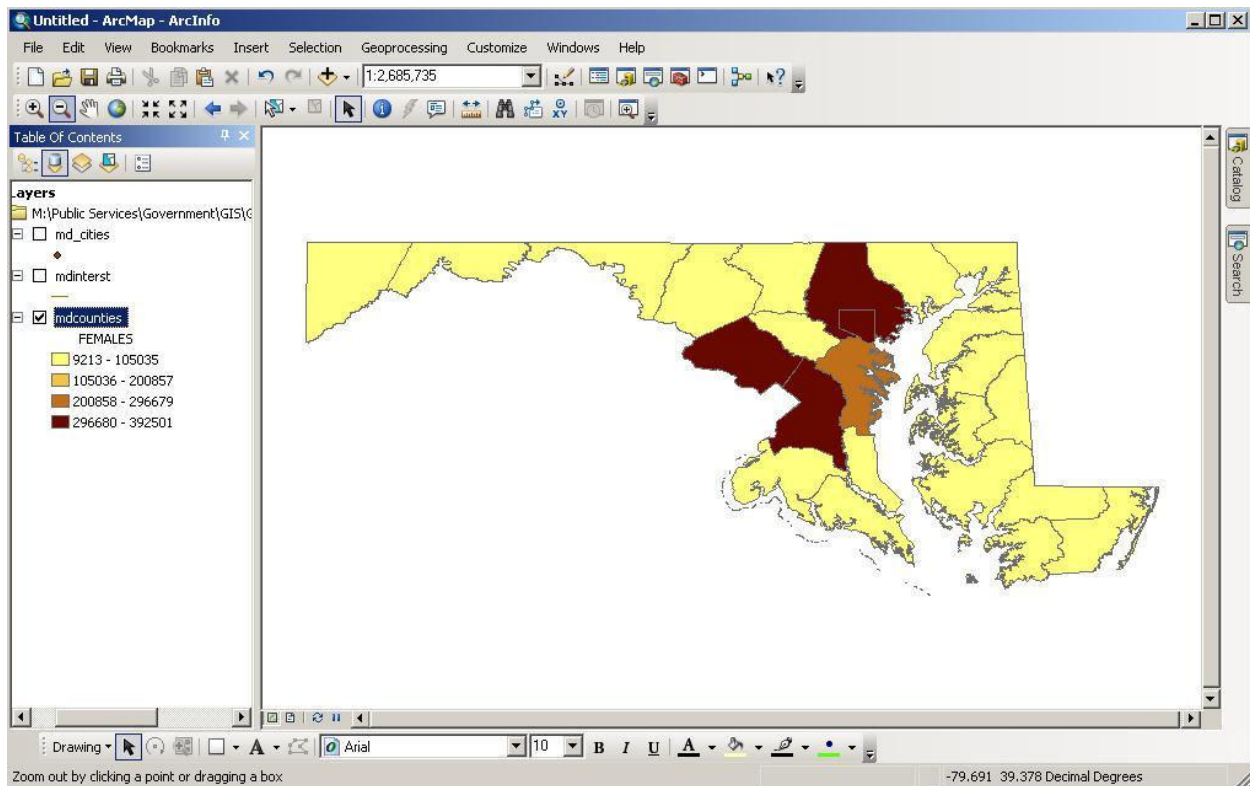 Untitled - ArcMap - ArcInfo
File Edit View Bookmarks Insert Selection Geoprocessing Customize Windows Help
1:2,685,735
XY
Table Of Contents
Layers
M:\Public Services\Government\GIS\G
md_cities
mdinterst
mdcounties
FEMALES
9213 - 105035
105036 - 200857
200858 - 296679
296680 - 392501
Catalog
Search
Drawing A Arial 10 B I U A
Zoom out by clicking a point or dragging a box
-79.691 39.378 Decimal Degrees